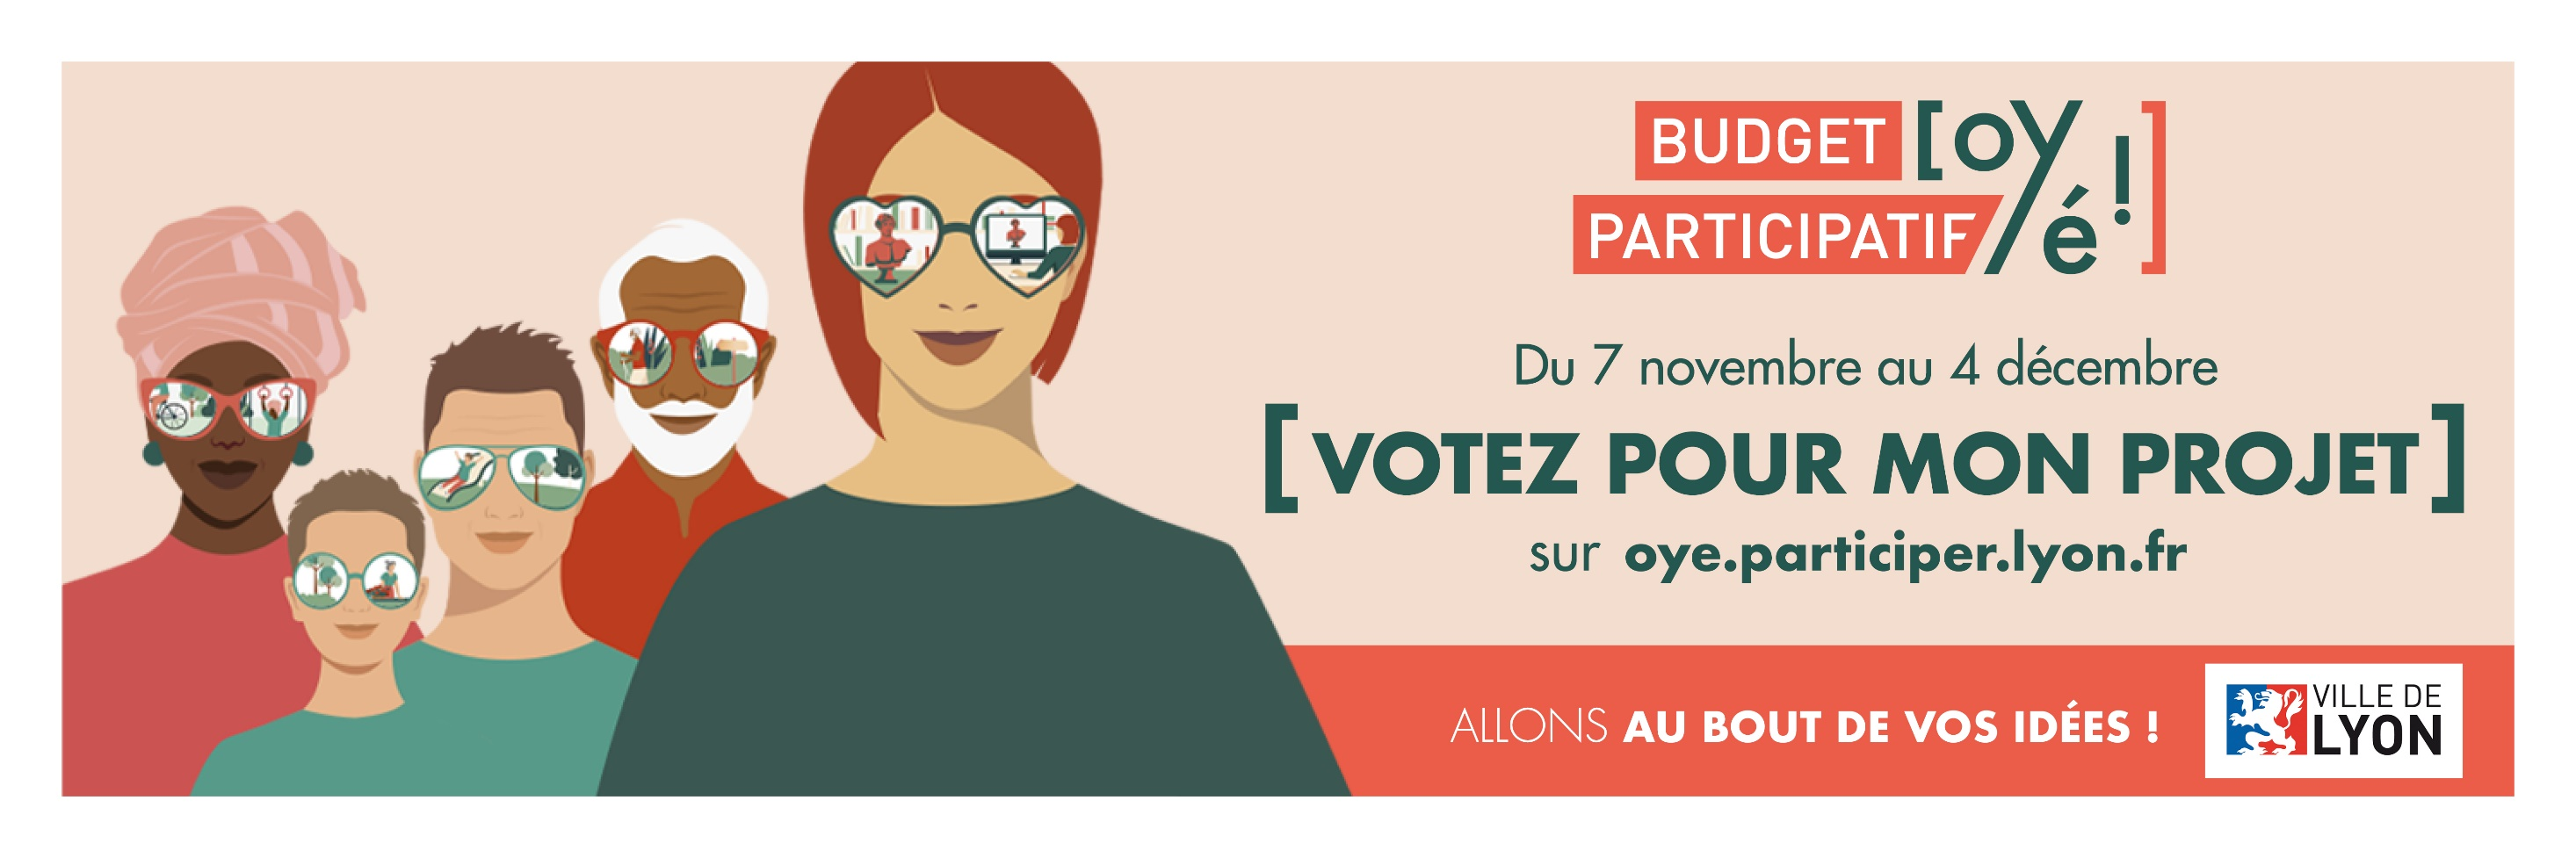 BUDGET [oyé!]
PARTICIPATIF
Du 7 novembre au 4 décembre
[VOTEZ POUR MON PROJET]
sur oye.participer.lyon.fr
ALLONS AU BOUT DE VOS IDÉES !
VILLE DE
LYON